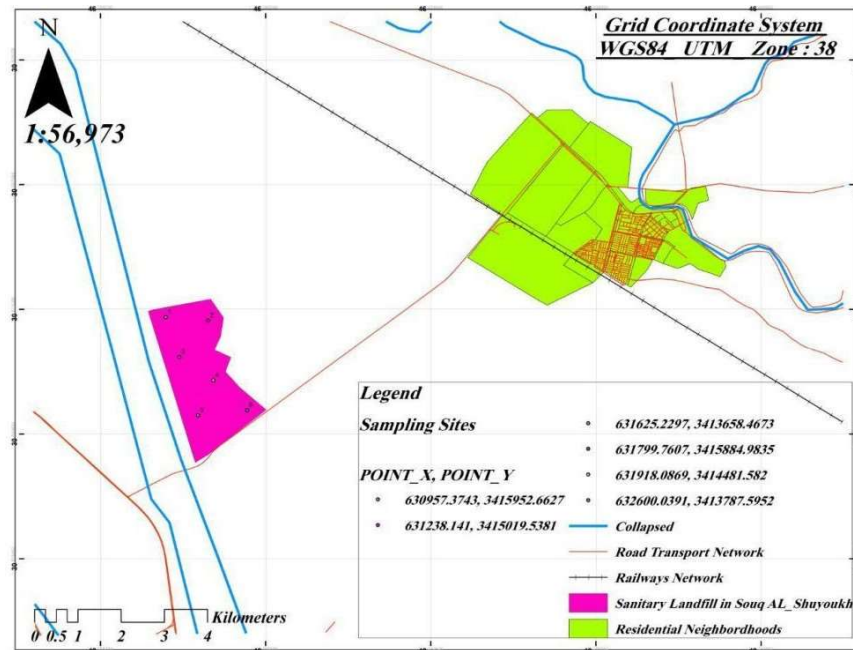 Grid Coordinate System
WGS84_UTM_ Zone : 38
N
1:56,973
Legend
Sampling Sites
POINT_X, POINT_Y
630957.3743, 3415952.6627
631238.141, 3415019.5381
631625.2297, 3413658.4673
631799.7607, 3415884.9835
631918.0869, 3414481.582
632600.0391, 3413787.5952
Collapsed
Road Transport Network
Railways Network
Sanitary Landfill in Souq AL_Shuyoukh
Residential Neighbordhoods
Kilometers
0 0.5 1 2 3 4